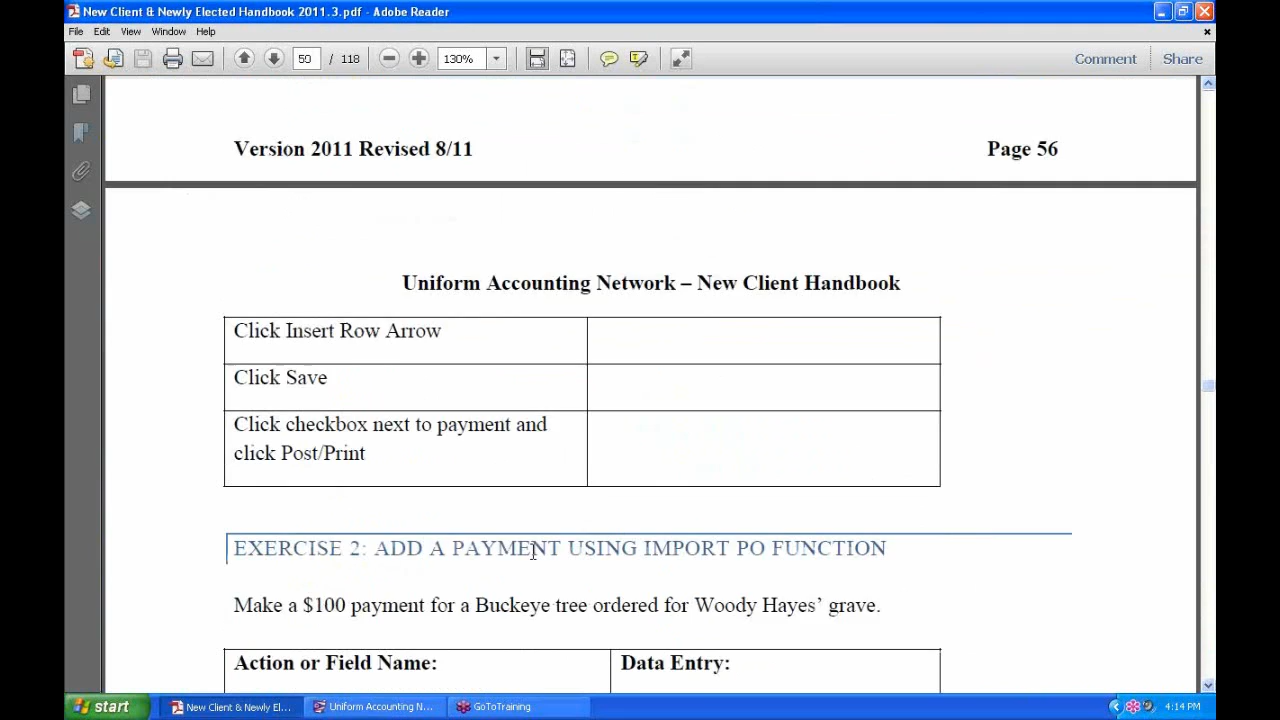 New Client & Newly Elected Handbook 2011.3.pdf - Adobe Reader
File Edit View Window Help
50 / 118 130% Comment Share
Version 2011 Revised 8/11 Page 56
Uniform Accounting Network – New Client Handbook
Click Insert Row Arrow
Click Save
Click checkbox next to payment and
click Post/Print
EXERCISE 2: ADD A PAYMENT USING IMPORT PO FUNCTION
Make a $100 payment for a Buckeye tree ordered for Woody Hayes’ grave.
Action or Field Name: Data Entry:
start New Client & Newly El... Uniform Accounting N... GoToTraining 4:14 PM